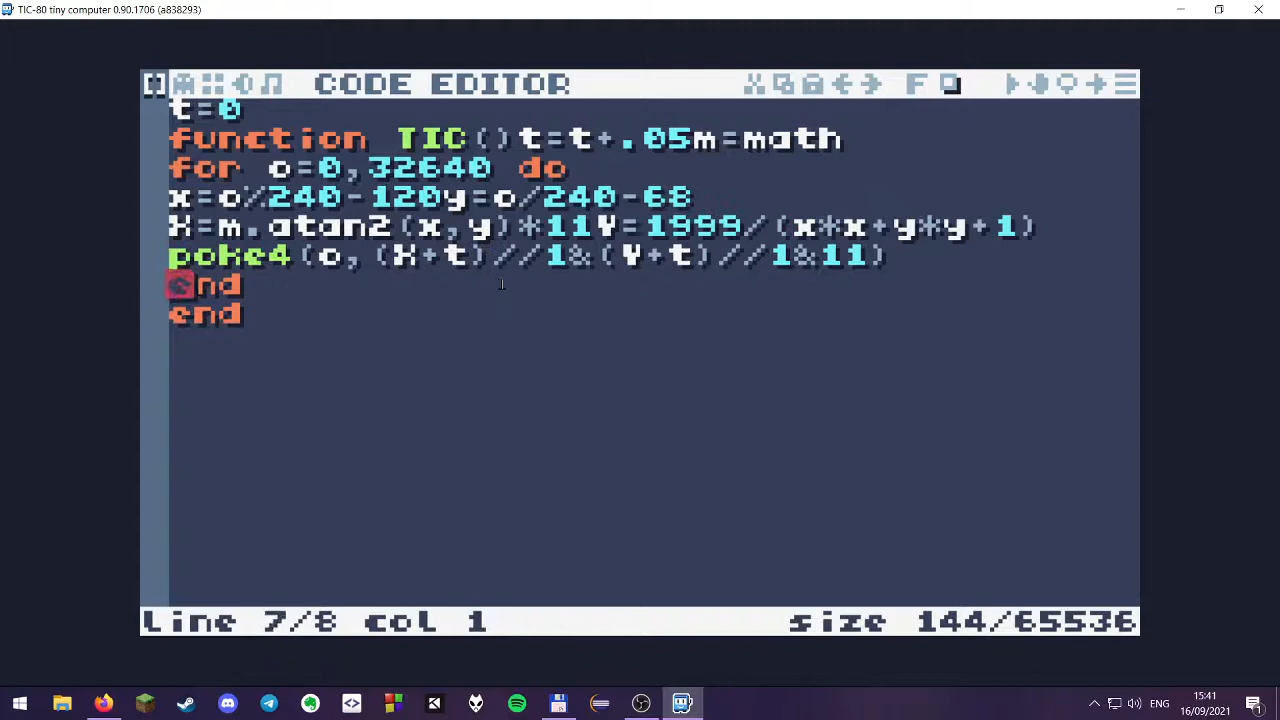 TIC-80 tiny computer 0.90.1706 (a838293)
CODE EDITOR
F
t=0
function TIC()t=t+.05m=math
for o=0,32640 do
x=o%240-120y=o/240-68
X=m.atan2(x,y)*11Y=1999/(x*x+y*y+1)
poke4(o,(X+t)//1&(Y+t)//1&11)
end
end
line 7/8 col 1
size 144/65536
ENG
15:41
16/09/2021